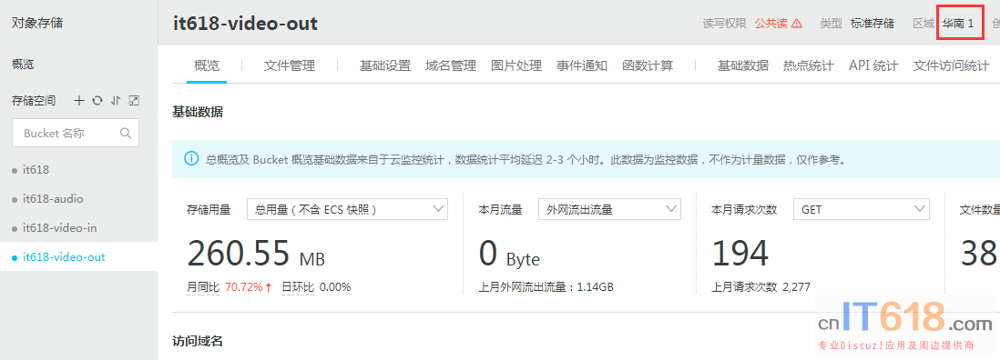 对象存储
it618-video-out
读写权限 公共读 类型 标准存储 区域 华南 1
概览
概览 文件管理 基础设置 域名管理 图片处理 事件通知 函数计算 基础数据 热点统计 API 统计 文件访问统计
存储空间
Bucket 名称
it618
it618-audio
it618-video-in
it618-video-out
基础数据
总概览及 Bucket 概览基础数据来自于云监控统计，数据统计平均延迟 2-3 个小时。此数据为监控数据，不作为计量数据，仅作参考。
存储用量 总用量（不含 ECS 快照） 本月流量 外网流出流量 本月请求次数 GET 文件数量
260.55 MB 0 Byte 194 38
月同比 70.72% 日环比 0.00% 上月外网流出流量：1.14GB 上月请求次数 2,277
访问域名
cnIT618.com
专业Discuz!应用及周边提供商